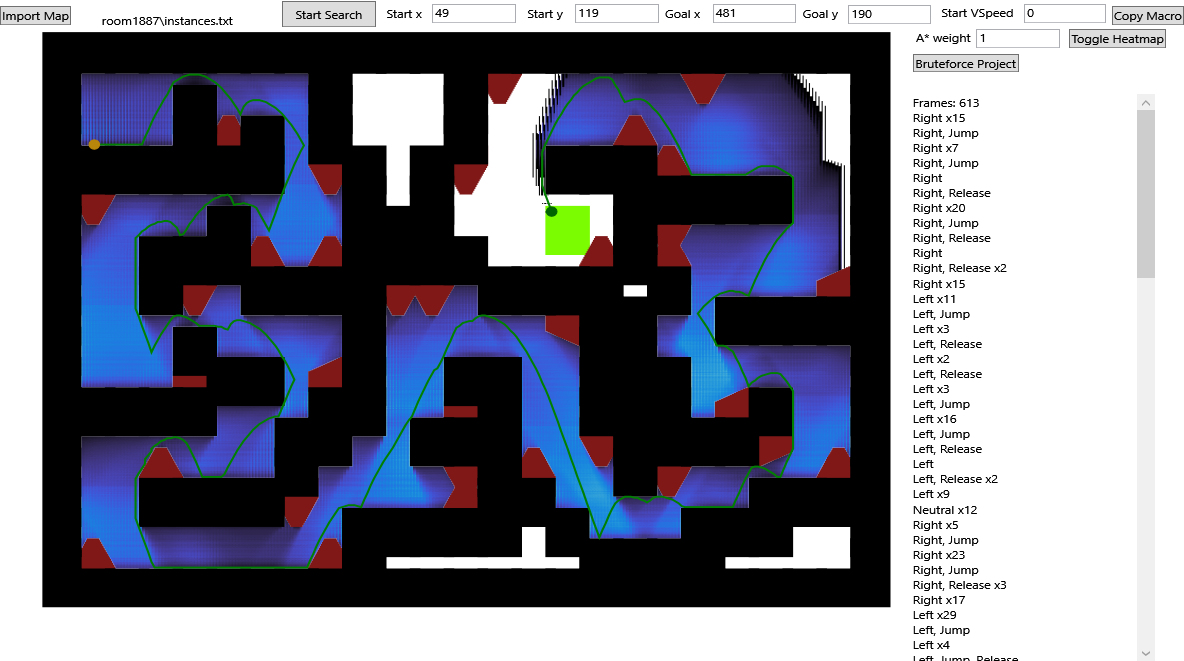 Import Map
room1887\instances.txt
Start Search
Start x 49
Start y 119
Goal x 481
Goal y 190
Start VSpeed 0
Copy Macro
A* weight 1
Toggle Heatmap
Bruteforce Project
Frames: 613
Right x15
Right, Jump
Right x7
Right, Jump
Right
Right, Release
Right x20
Right, Jump
Right, Release
Right
Right, Release x2
Right x15
Left x11
Left, Jump
Left x3
Left, Release
Left x2
Left, Release
Left x3
Left, Jump
Left x16
Left, Jump
Left, Release
Left
Left, Release x2
Left x9
Neutral x12
Right x5
Right, Jump
Right x23
Right, Jump
Right, Release x3
Right x17
Left x29
Left, Jump
Left x4
Left, Jump, Release